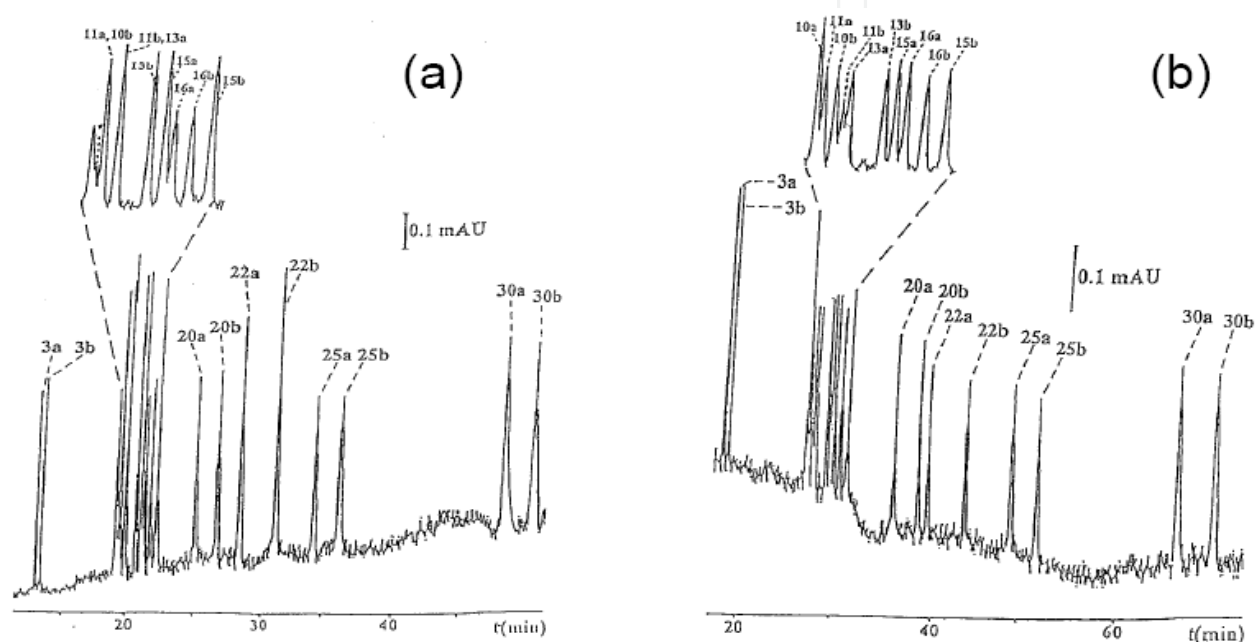 11a,10b 11b,13a
13b 15a
16a 16b 15b
(a)
0.1 mAU
3a 3b
20a 20b
22a 22b
25a 25b
30a 30b
20 30 40 t(min)
10a 11a 10b 11b 13a 13b 15a 16a 16b 15b
(b)
3a
3b
0.1 mAU
20a 20b
22a 22b
25a 25b
30a 30b
20 40 60 t(min)